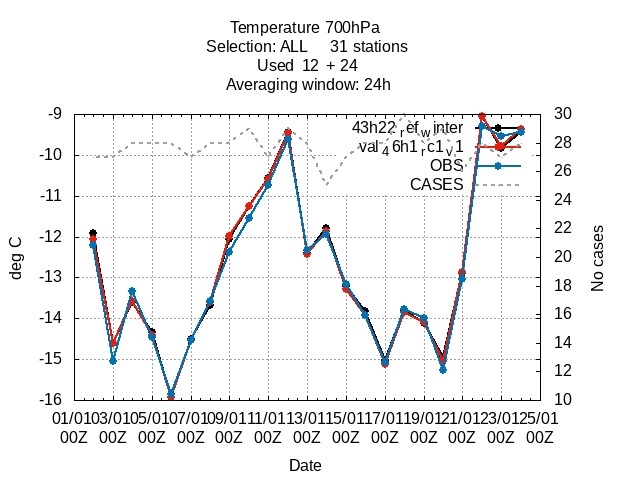 Temperature 700hPa
Selection: ALL 31 stations
Used 12 + 24
Averaging window: 24h
43h22_ref_winter
val_46h1_rc1_v1
OBS
CASES
-9
-10
-11
-12
-13
-14
-15
-16
deg C
30
28
26
24
22
20
18
16
14
12
10
No cases
01/01 03/01 05/01 07/01 09/01 11/01 13/01 15/01 17/01 19/01 21/01 23/01 25/01
00Z 00Z 00Z 00Z 00Z 00Z 00Z 00Z 00Z 00Z 00Z 00Z 00Z
Date